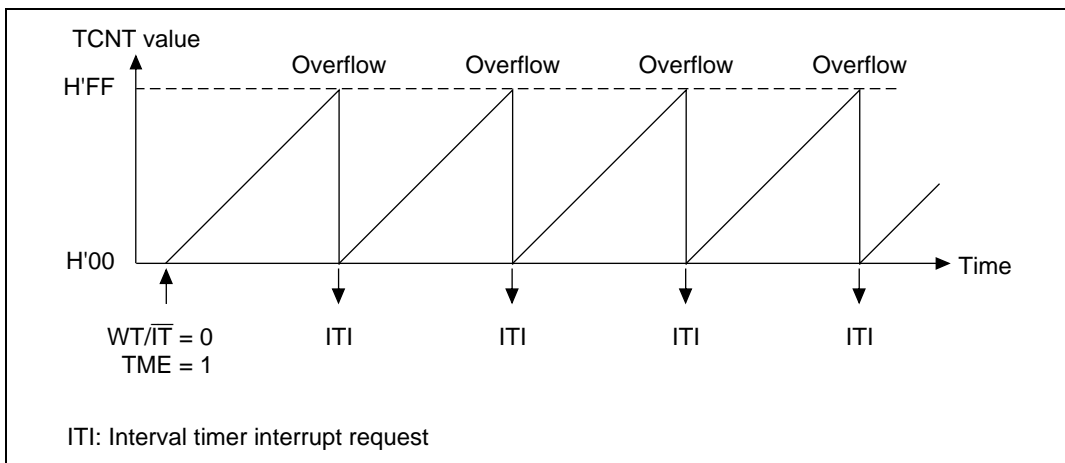 TCNT value
Overflow Overflow Overflow Overflow
H'FF
H'00
Time
WT/I̅T̅ = 0 ITI ITI ITI ITI
TME = 1
ITI: Interval timer interrupt request